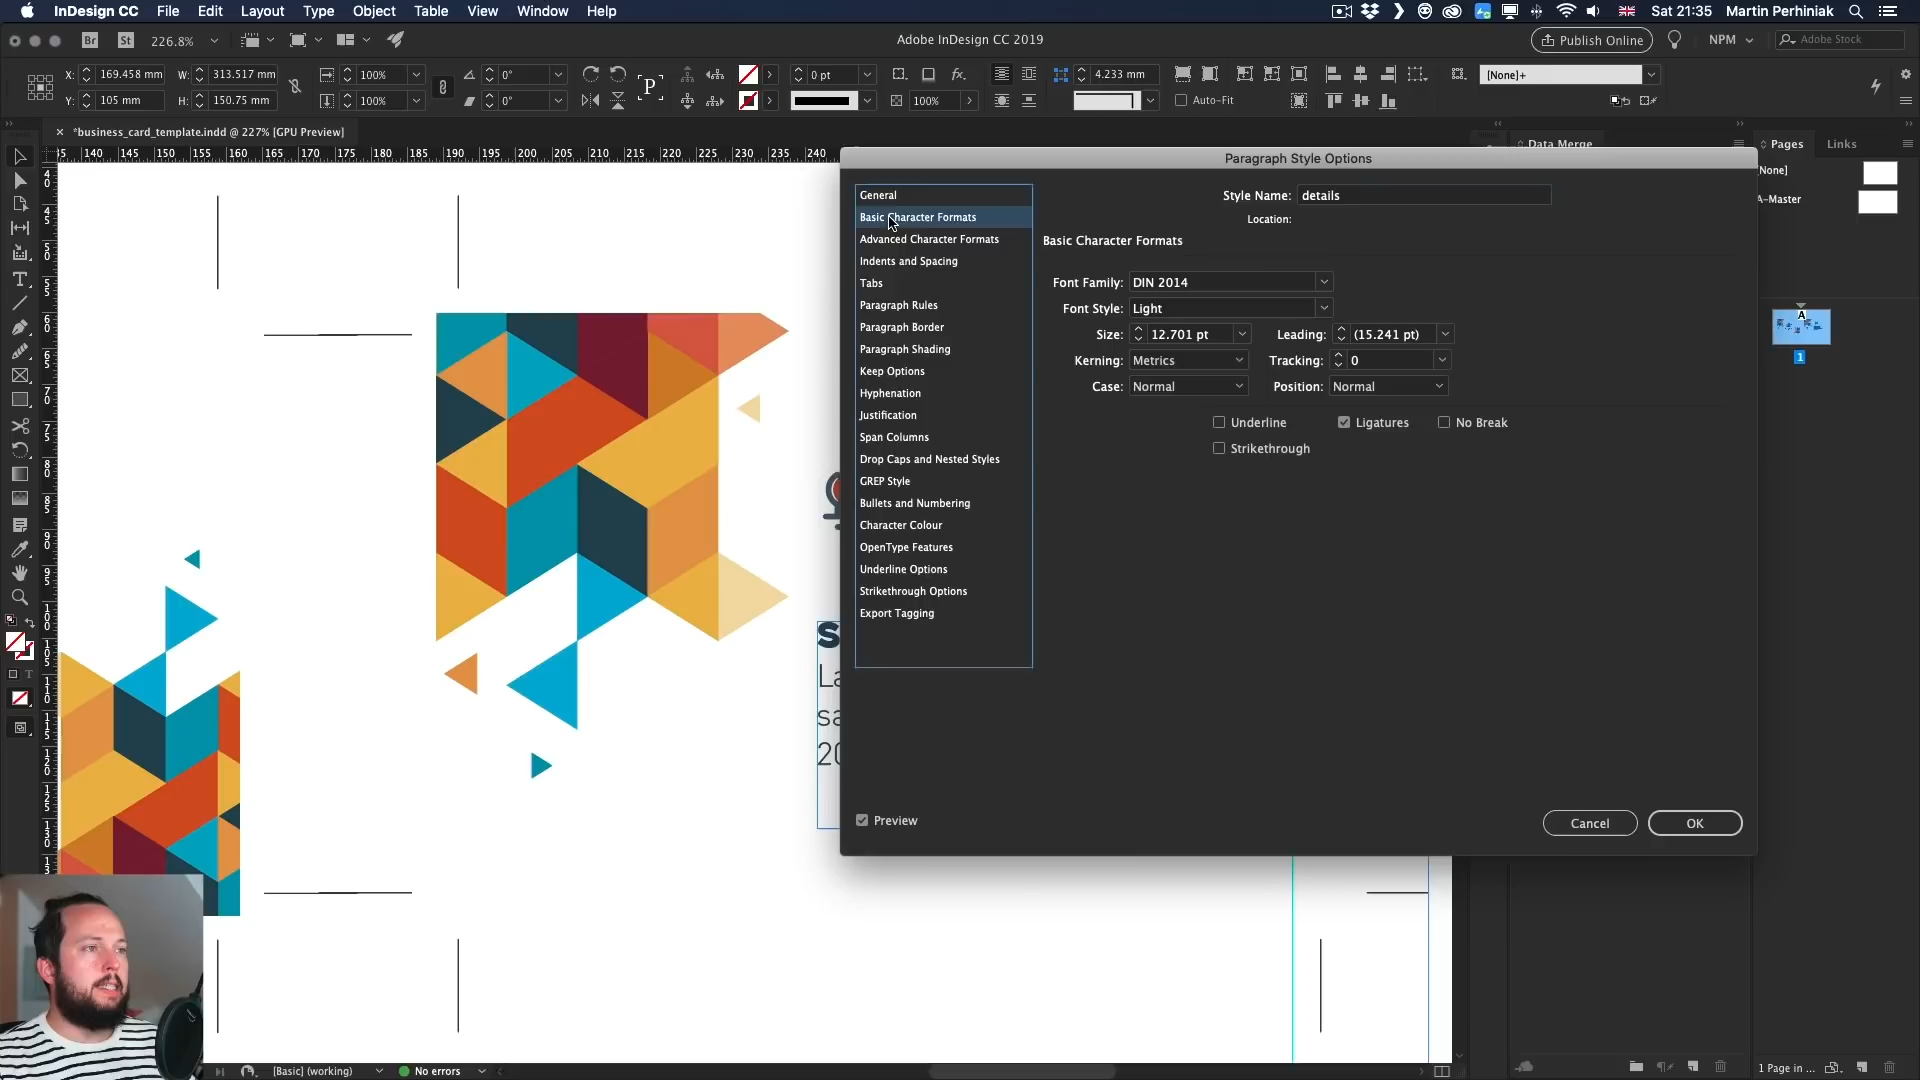 InDesign CC File Edit Layout Type Object Table View Window Help
Sat 21:35 Martin Perhiniak
Br St 226.8%
Adobe InDesign CC 2019
Publish Online
NPM
Adobe Stock
X: 169.458 mm W: 313.517 mm 100% 0° 0 pt 4.233 mm [None]+
Y: 105 mm H: 150.75 mm 100% 0° 100% Auto-Fit
P
fx.
× *business_card_template.indd @ 227% [GPU Preview]
140 145 150 155 160 165 170 175 180 185 190 195 200 205 210 215 220 225 230 235 240
Data Merge
Pages
Links
[None]
A-Master
A
1
Paragraph Style Options
General
Basic Character Formats
Advanced Character Formats
Indents and Spacing
Tabs
Paragraph Rules
Paragraph Border
Paragraph Shading
Keep Options
Hyphenation
Justification
Span Columns
Drop Caps and Nested Styles
GREP Style
Bullets and Numbering
Character Colour
OpenType Features
Underline Options
Strikethrough Options
Export Tagging
Style Name: details
Location:
Basic Character Formats
Font Family: DIN 2014
Font Style: Light
Size: 12.701 pt Leading: (15.241 pt)
Kerning: Metrics Tracking: 0
Case: Normal Position: Normal
Underline Ligatures No Break
Strikethrough
Preview
Cancel
OK
S
La
sa
20
[Basic] (working)
No errors
1 Page in ...